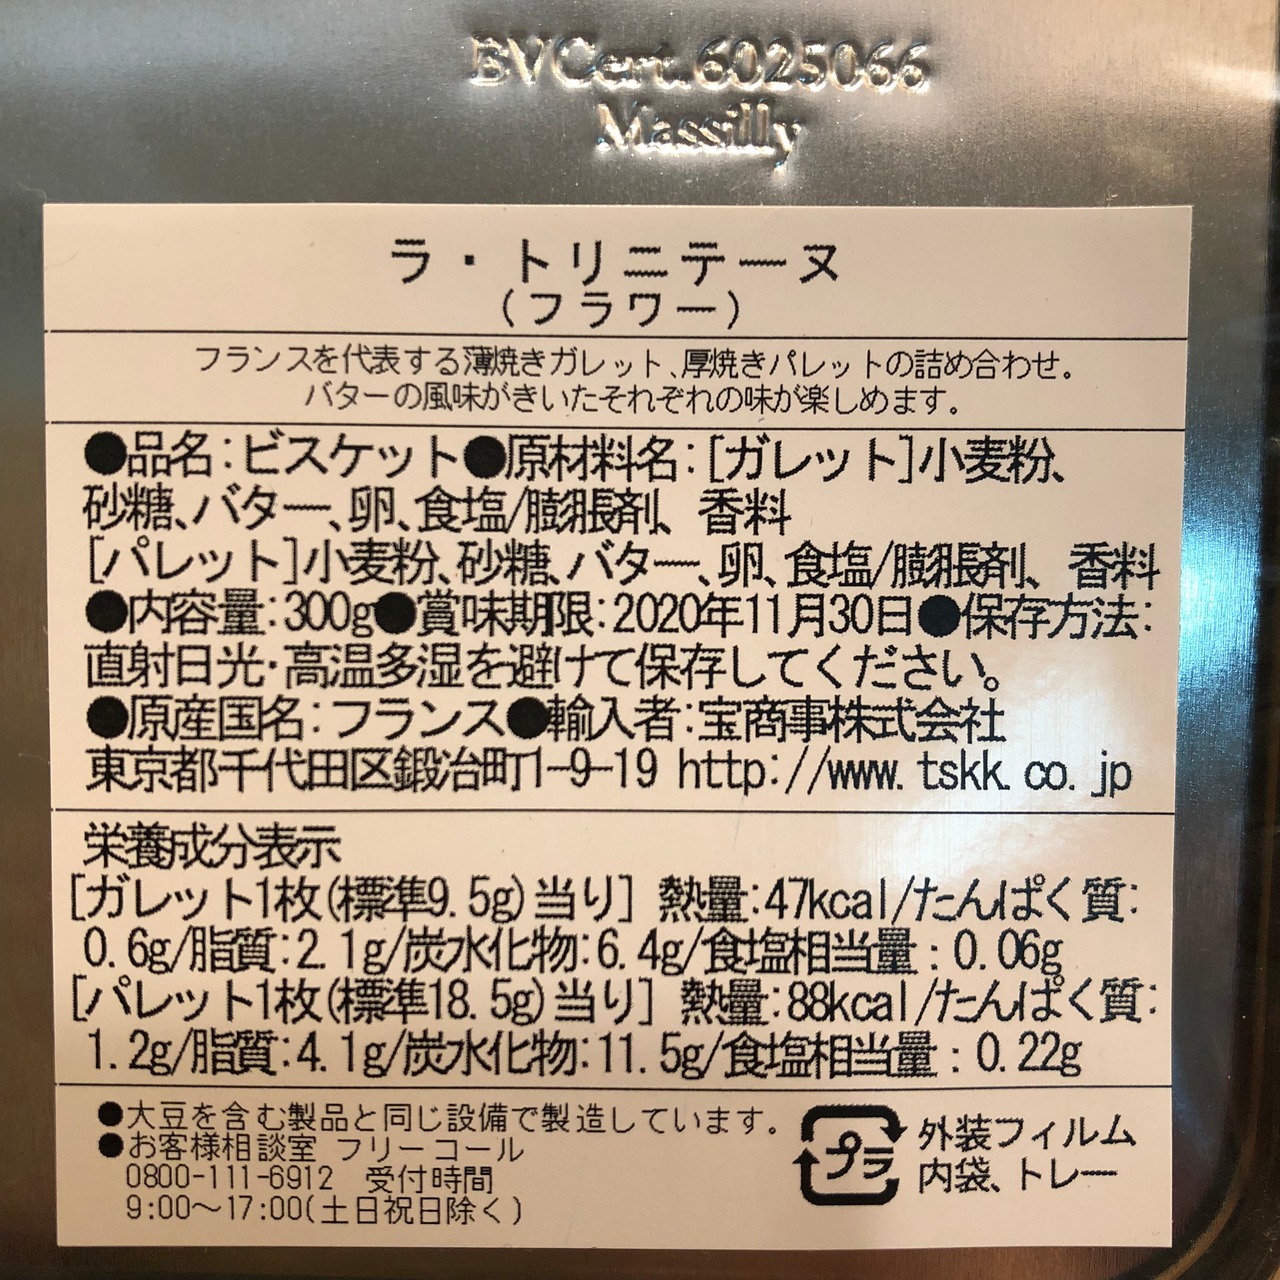 BVCert.6025066
Massilly
ラ・トリニテーヌ
(フラワー)
フランスを代表する薄焼きガレット、厚焼きパレットの詰め合わせ。
バターの風味がきいたそれぞれの味が楽しめます。
●品名:ビスケット●原材料名:[ガレット]小麦粉、
砂糖、バター、卵、食塩/膨脹剤、香料
[パレット]小麦粉、砂糖、バター、卵、食塩/膨脹剤、香料
●内容量:300g●賞味期限:2020年11月30日●保存方法:
直射日光・高温多湿を避けて保存してください。
●原産国名:フランス●輸入者:宝商事株式会社
東京都千代田区鍛冶町1-9-19 http://www.tskk.co.jp
栄養成分表示
[ガレット1枚(標準9.5g)当り] 熱量:47kcal/たんぱく質:
0.6g/脂質:2.1g/炭水化物:6.4g/食塩相当量:0.06g
[パレット1枚(標準18.5g)当り] 熱量:88kcal/たんぱく質:
1.2g/脂質:4.1g/炭水化物:11.5g/食塩相当量:0.22g
●大豆を含む製品と同じ設備で製造しています。
●お客様相談室 フリーコール
0800-111-6912 受付時間
9:00〜17:00(土日祝日除く)
プラ
外装フィルム
内袋、トレー